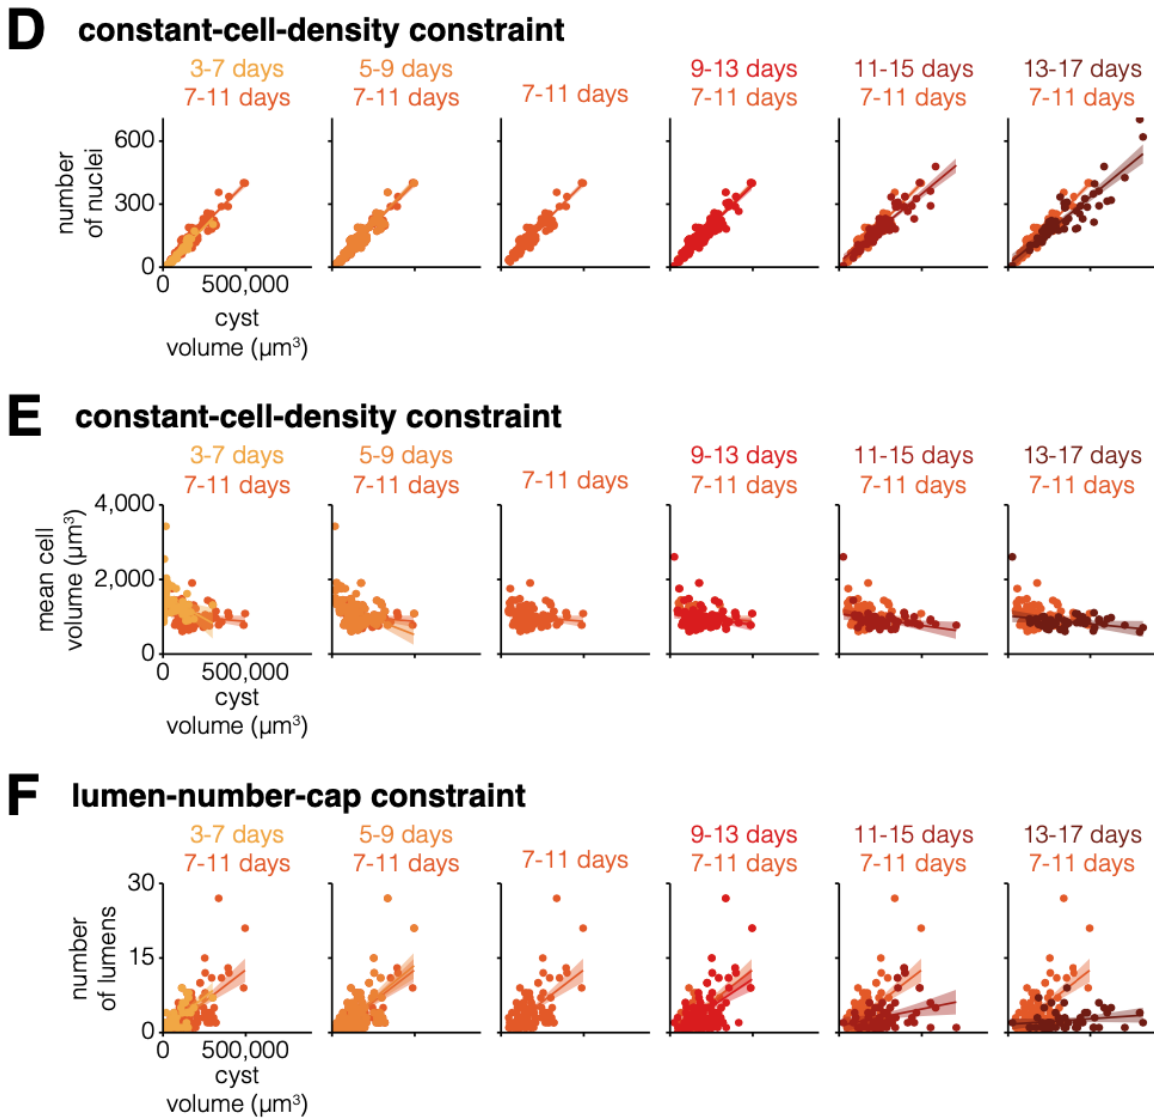 D constant-cell-density constraint
3-7 days 5-9 days 9-13 days 11-15 days 13-17 days
7-11 days 7-11 days 7-11 days 7-11 days 7-11 days 7-11 days
number
of nuclei
600
300
0
0 500,000
cyst
volume (µm³)
E constant-cell-density constraint
3-7 days 5-9 days 9-13 days 11-15 days 13-17 days
7-11 days 7-11 days 7-11 days 7-11 days 7-11 days 7-11 days
mean cell
volume (µm³)
4,000
2,000
0
0 500,000
cyst
volume (µm³)
F lumen-number-cap constraint
3-7 days 5-9 days 9-13 days 11-15 days 13-17 days
7-11 days 7-11 days 7-11 days 7-11 days 7-11 days 7-11 days
number
of lumens
30
15
0
0 500,000
cyst
volume (µm³)